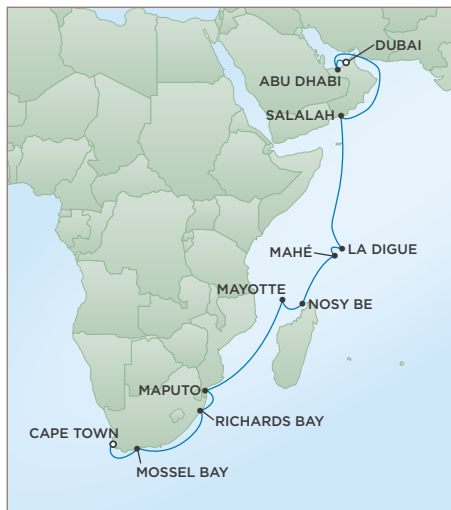 DUBAI
ABU DHABI
SALALAH
LA DIGUE
MAHÉ
MAYOTTE
NOSY BE
MAPUTO
RICHARDS BAY
CAPE TOWN
MOSSEL BAY